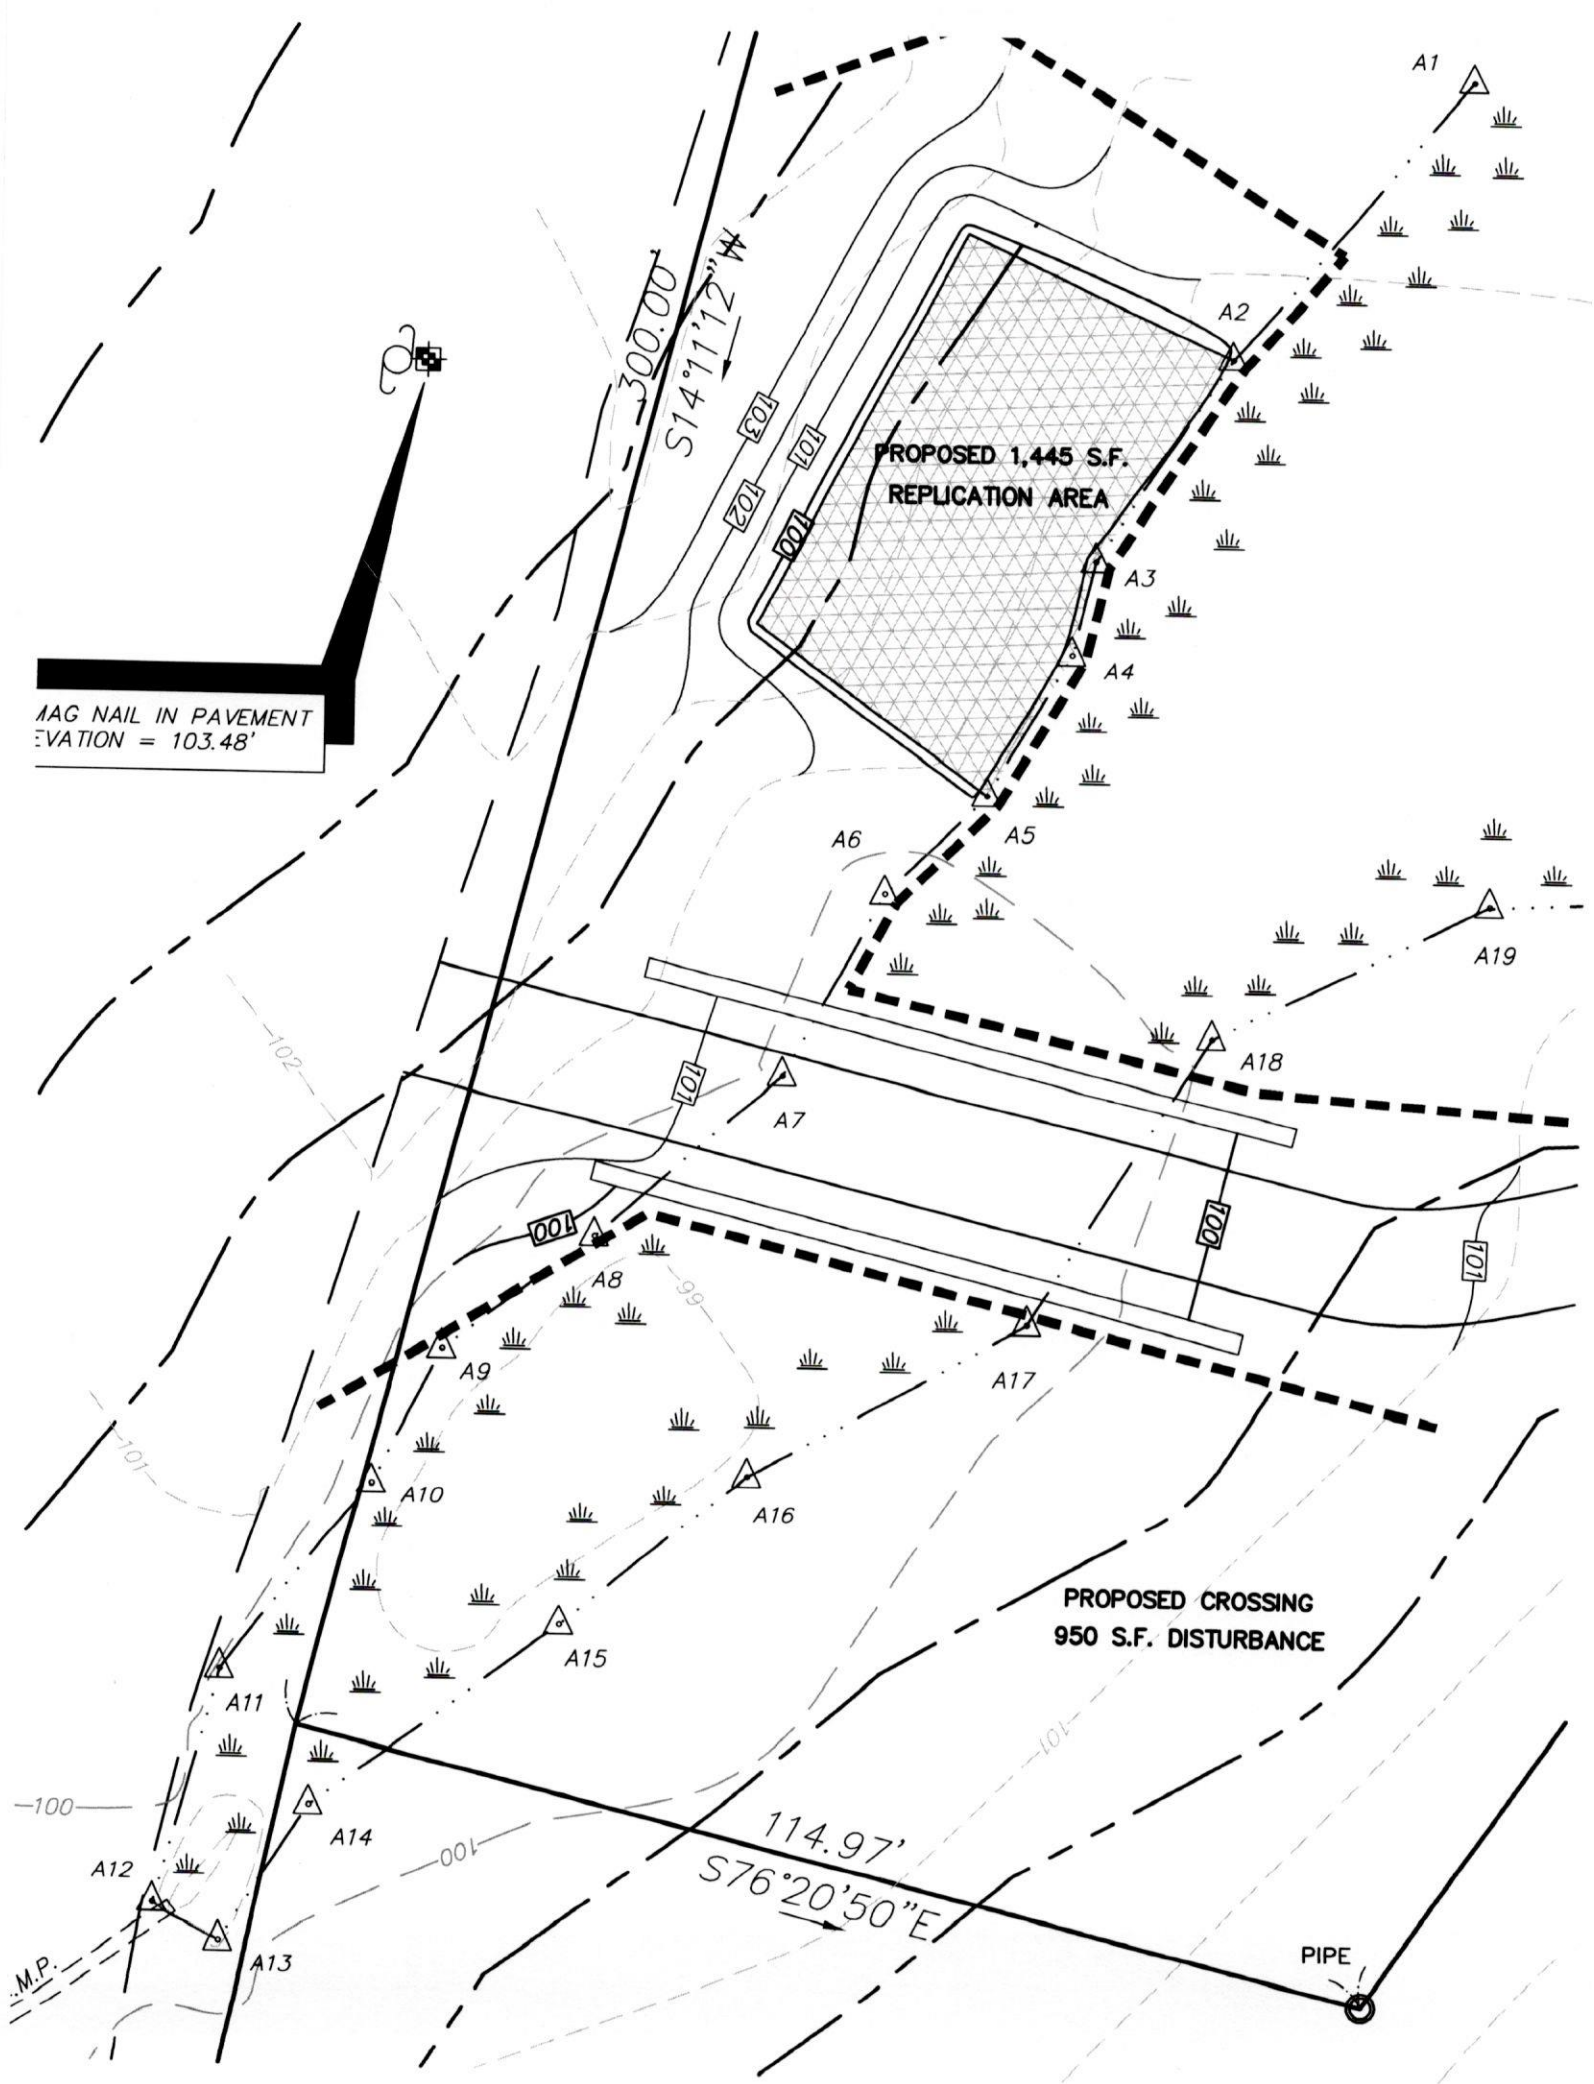 A1
300.00'
S14°11'12"W
A2
103
101
102
100
PROPOSED 1,445 S.F.
REPLICATION AREA
A3
A4
MAG NAIL IN PAVEMENT
EVATION = 103.48'
A5
A6
A19
A18
102
101
A7
100
100
101
A8
99
A9
A17
101
A10
A16
PROPOSED CROSSING
950 S.F. DISTURBANCE
A15
A11
101
100
A14
100
114.97'
S76°20'50"E
A12
A13
.M.P.
PIPE